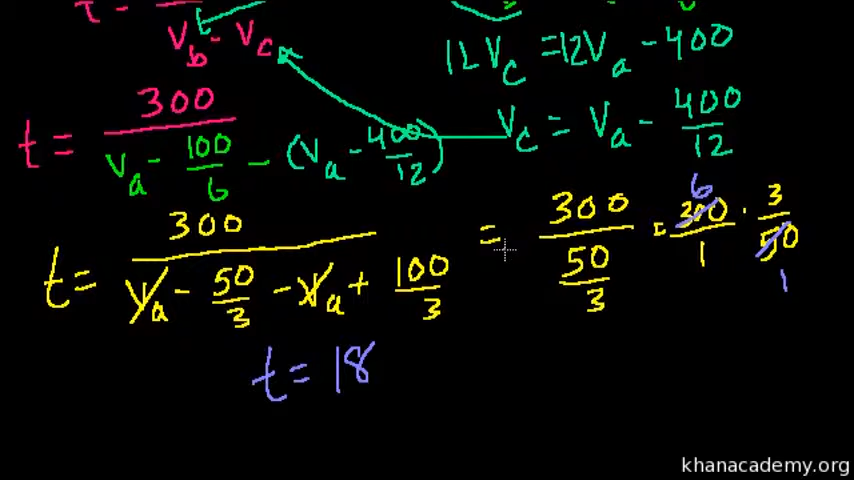 V_b - V_c
12V_c = 12V_a - 400
t = 300 / (V_a - 100/6 - (V_a - 400/12))
V_c = V_a - 400/12
t = 300 / (V_a - 50/3 - V_a + 100/3) = 300 / (50/3) = 300/1 · 3/50
6
1
t = 18
khanacademy.org